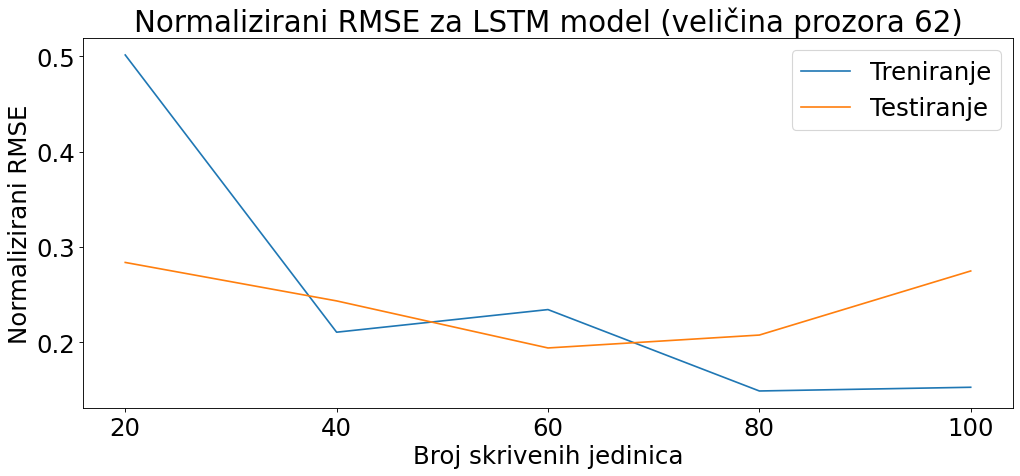 Normalizirani RMSE za LSTM model (veličina prozora 62)
Normalizirani RMSE
0.5
0.4
0.3
0.2
Treniranje
Testiranje
20 40 60 80 100
Broj skrivenih jedinica